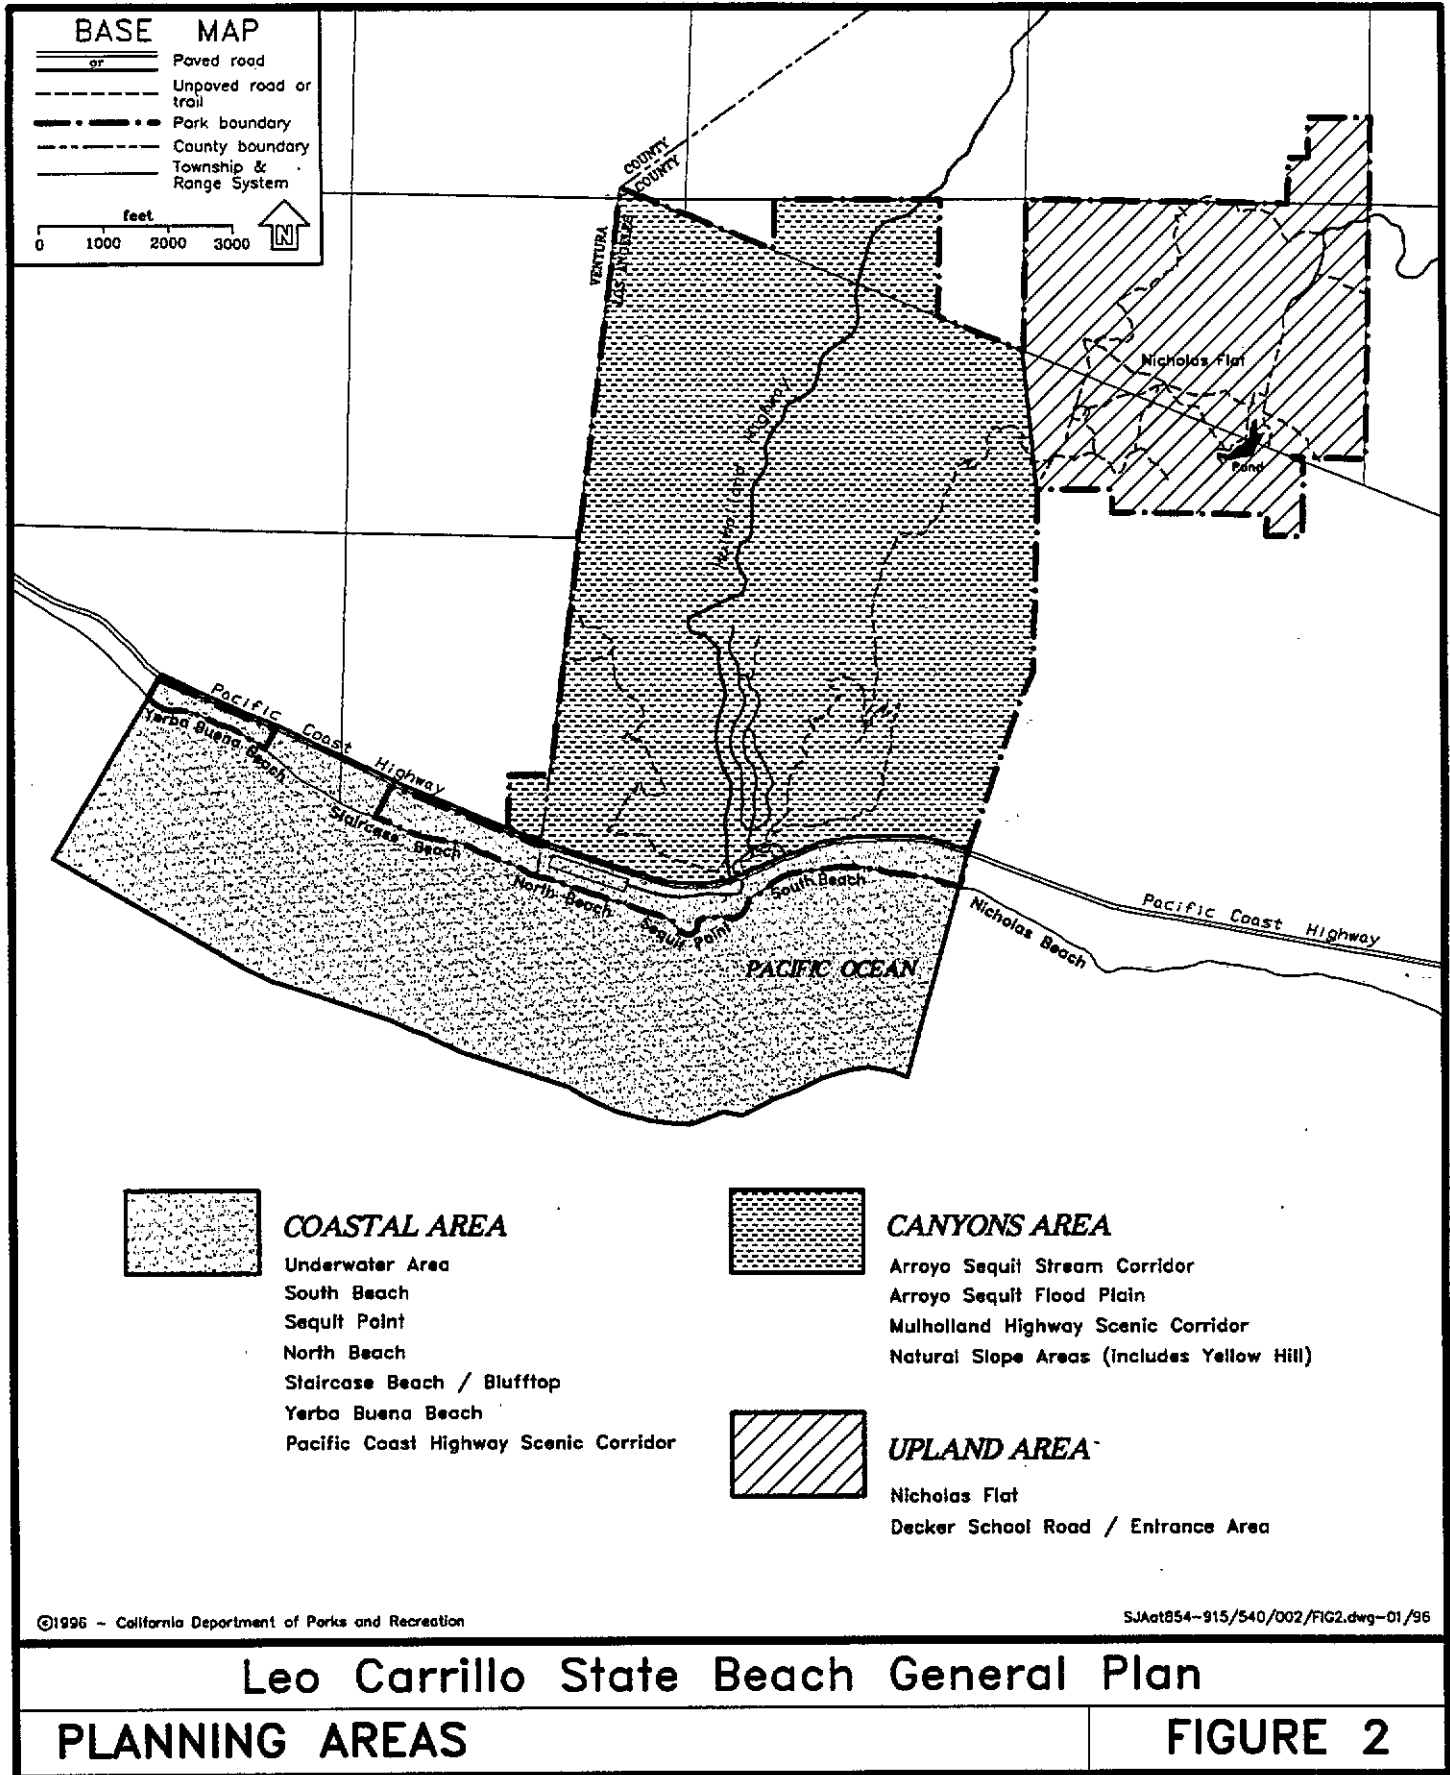 BASE MAP
or
Paved road
Unpaved road or
trail
Park boundary
County boundary
Township &
Range System
feet
0 1000 2000 3000
N
COUNTY
COUNTY
VENTURA
LOS ANGELES
Mulholland Highway
Nicholas Flat
Pond
Pacific Coast Highway
Yerba Buena Beach
Staircase Beach
North Beach
Sequit Point
South Beach
Nicholas Beach
Pacific Coast Highway
PACIFIC OCEAN
COASTAL AREA
Underwater Area
South Beach
Sequit Point
North Beach
Staircase Beach / Blufftop
Yerba Buena Beach
Pacific Coast Highway Scenic Corridor
CANYONS AREA
Arroyo Sequit Stream Corridor
Arroyo Sequit Flood Plain
Mulholland Highway Scenic Corridor
Natural Slope Areas (includes Yellow Hill)
UPLAND AREA
Nicholas Flat
Decker School Road / Entrance Area
©1996 - California Department of Parks and Recreation
SJAat854-915/540/002/FIG2.dwg-01/96
Leo Carrillo State Beach General Plan
PLANNING AREAS
FIGURE 2